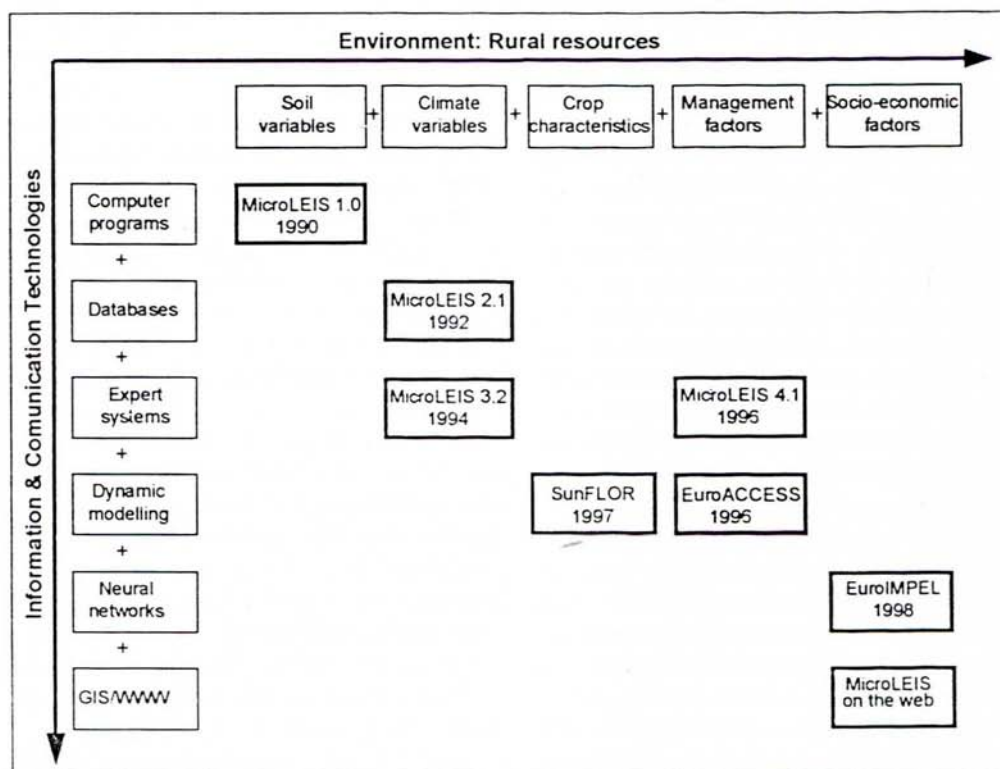 Environment: Rural resources
Information & Comunication Technologies
Soil
variables
+
Climate
variables
+
Crop
characteristics
+
Management
factors
+
Socio-economic
factors
Computer
programs
MicroLEIS 1.0
1990
+
Databases
MicroLEIS 2.1
1992
+
Expert
systems
MicroLEIS 3.2
1994
MicroLEIS 4.1
1996
+
Dynamic
modelling
SunFLOR
1997
EuroACCESS
1996
+
Neural
networks
EuroIMPEL
1998
+
GIS/WWW
MicroLEIS
on the web